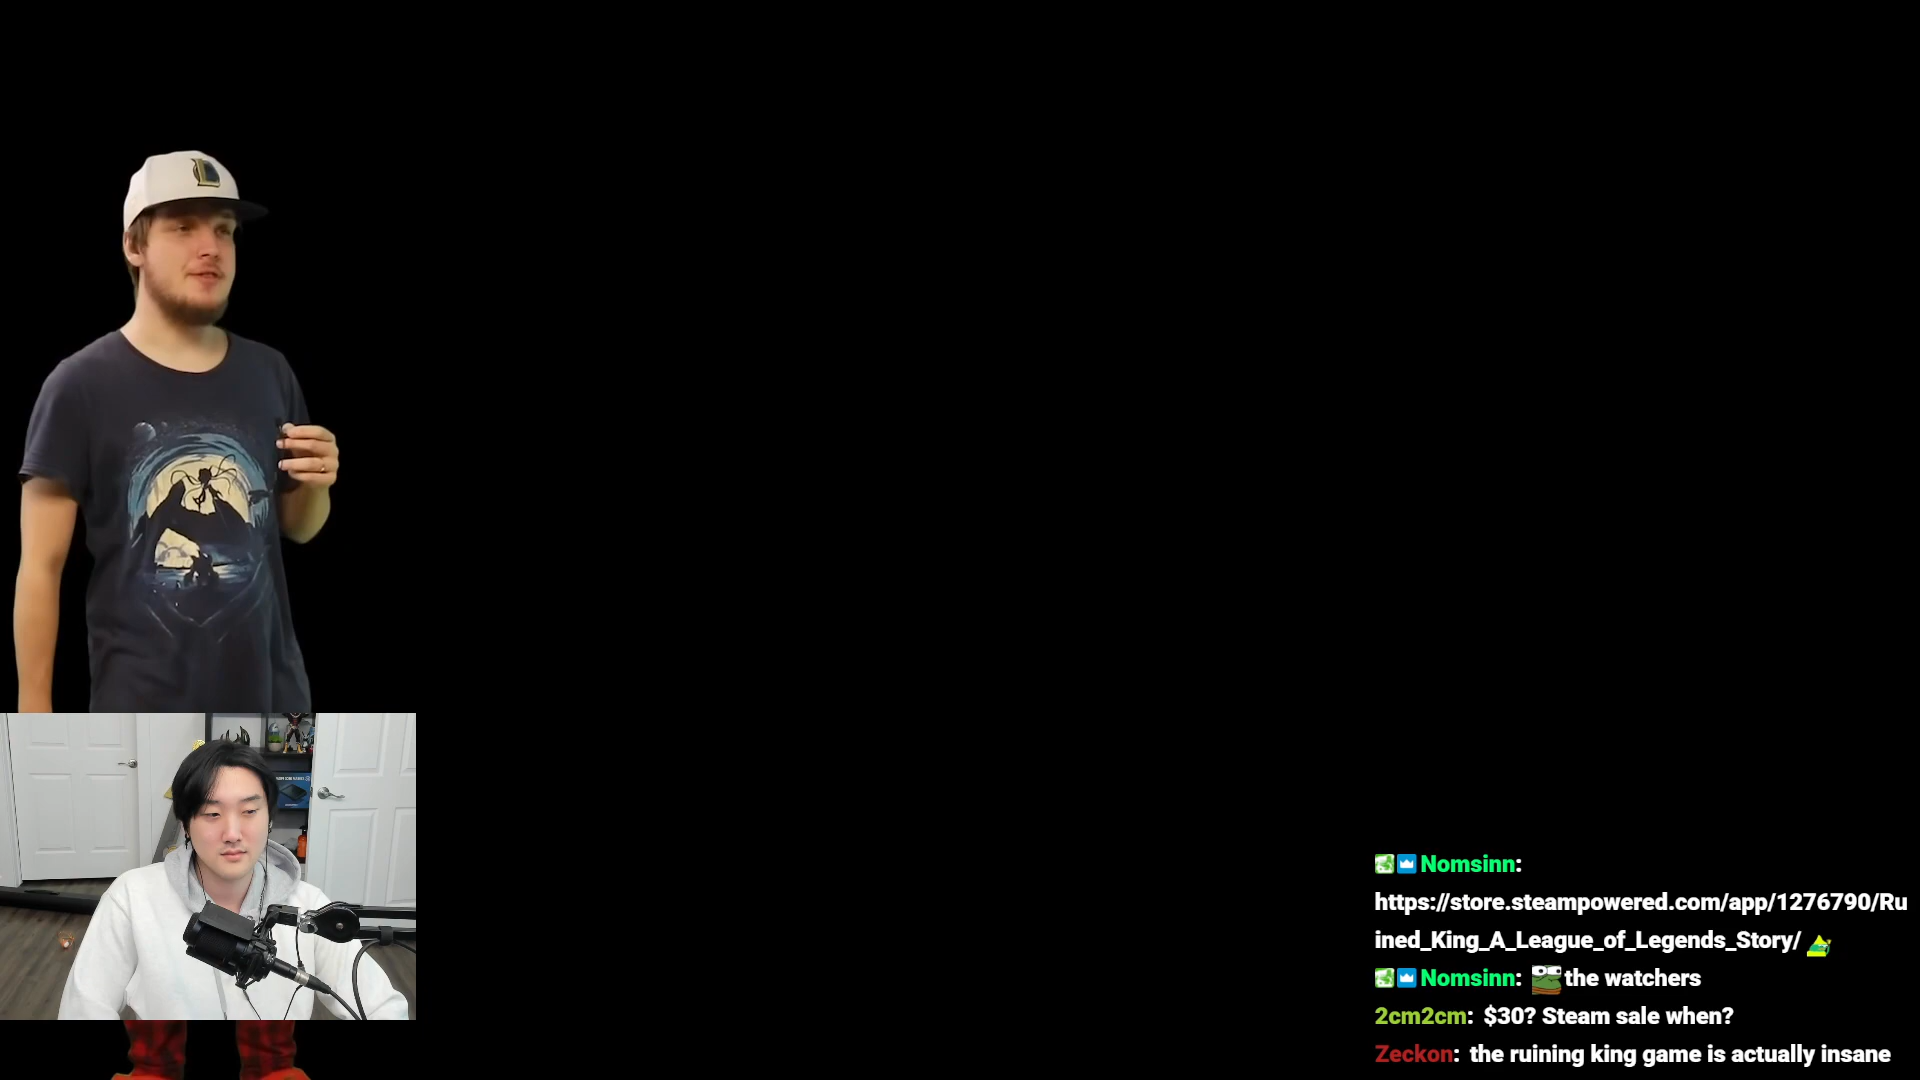 L
Nomsinn:
https://store.steampowered.com/app/1276790/Ru
ined_King_A_League_of_Legends_Story/
Nomsinn: the watchers
2cm2cm: $30? Steam sale when?
Zeckon: the ruining king game is actually insane